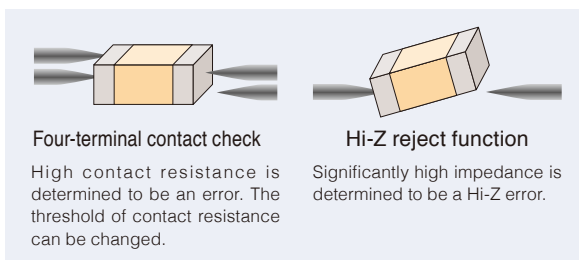 Four-terminal contact check
High contact resistance is
determined to be an error. The
threshold of contact resistance
can be changed.
Hi-Z reject function
Significantly high impedance is
determined to be a Hi-Z error.